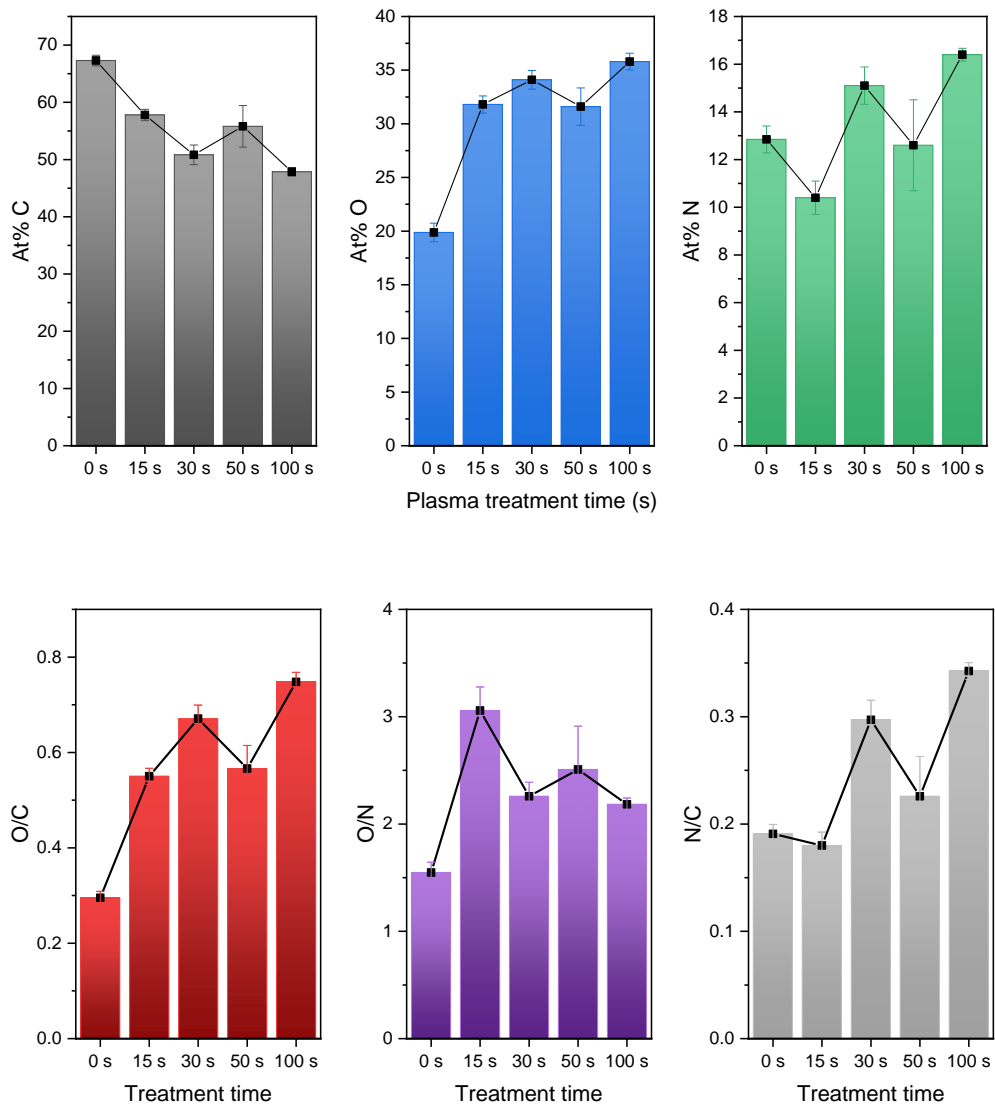 At% C
70
60
50
40
30
20
10
0
0 s 15 s 30 s 50 s 100 s
At% O
40
35
30
25
20
15
10
5
0
0 s 15 s 30 s 50 s 100 s
Plasma treatment time (s)
At% N
18
16
14
12
10
8
6
4
2
0
0 s 15 s 30 s 50 s 100 s
O/C
0.8
0.6
0.4
0.2
0.0
0 s 15 s 30 s 50 s 100 s
Treatment time
O/N
4
3
2
1
0
0 s 15 s 30 s 50 s 100 s
Treatment time
N/C
0.4
0.3
0.2
0.1
0.0
0 s 15 s 30 s 50 s 100 s
Treatment time